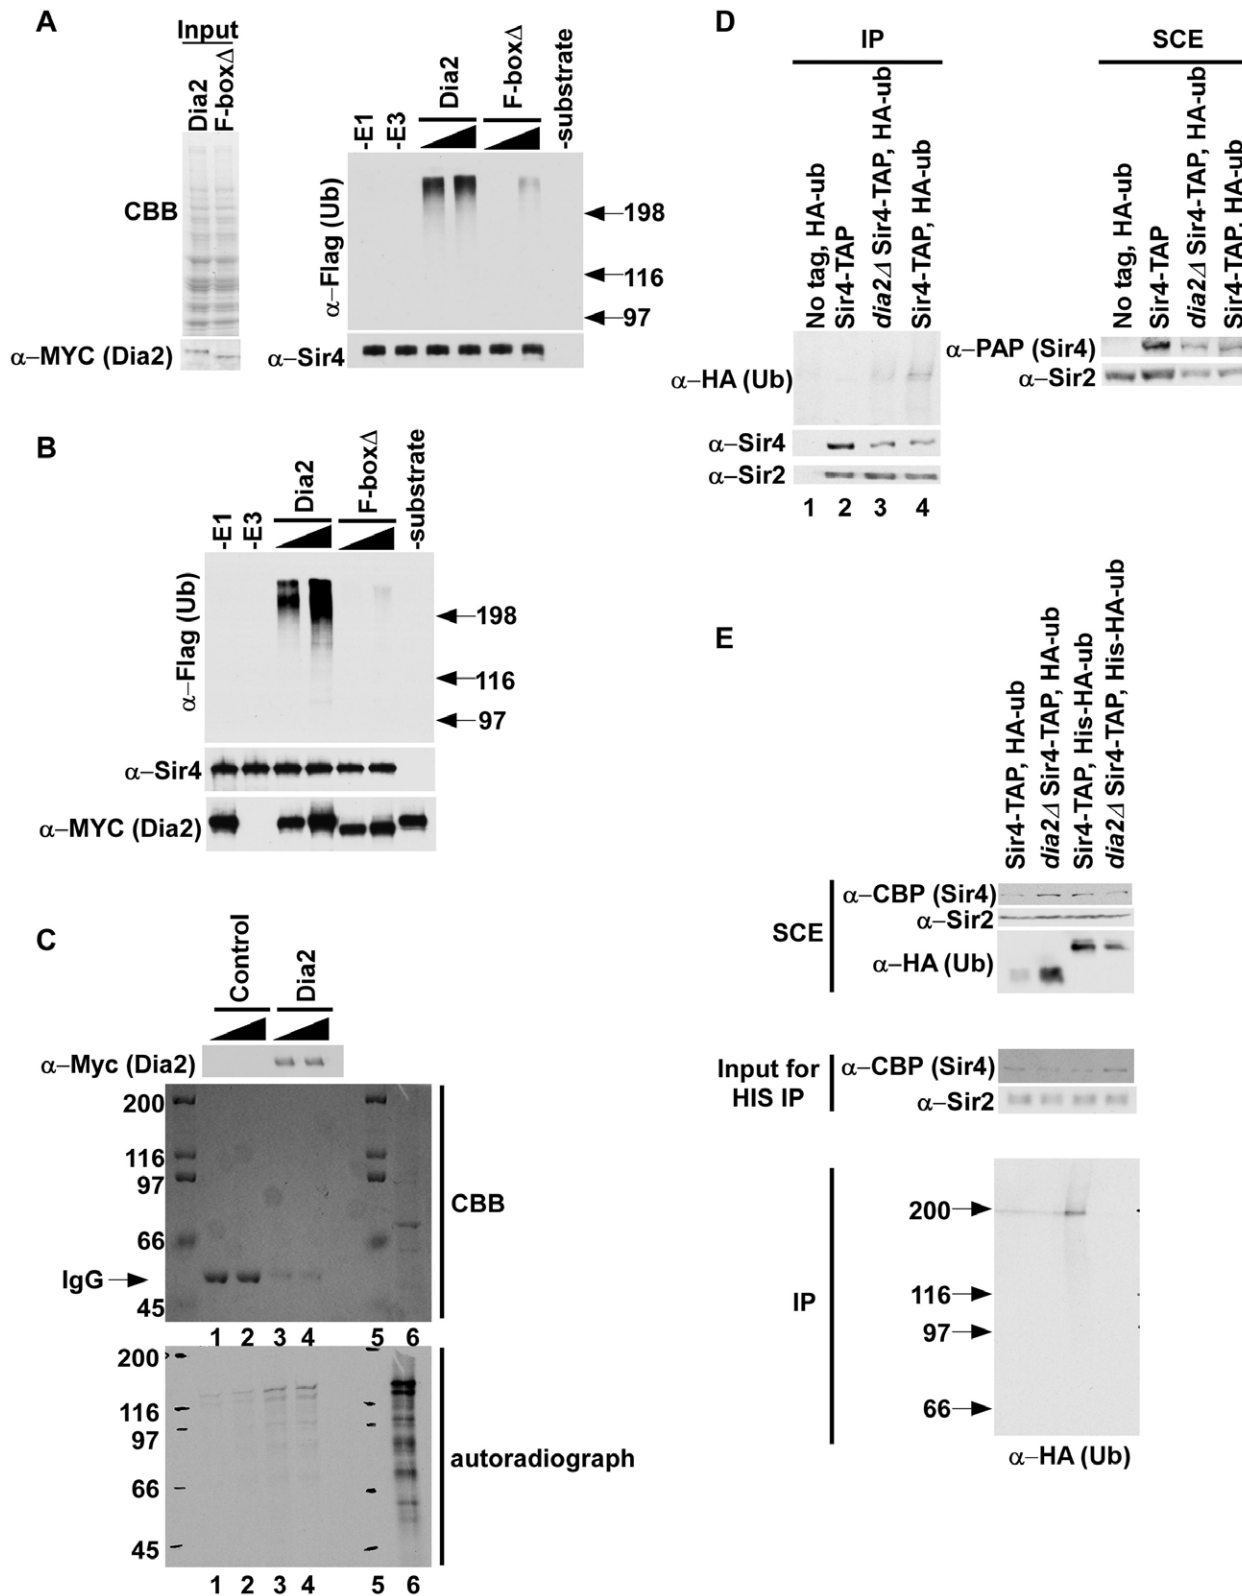 A
Input
Dia2
F-boxΔ
CBB
α–MYC (Dia2)
-E1
-E3
Dia2
F-boxΔ
-substrate
α–Flag (Ub)
198
116
97
α–Sir4
B
-E1
-E3
Dia2
F-boxΔ
-substrate
α–Flag (Ub)
198
116
97
α–Sir4
α–MYC (Dia2)
C
Control
Dia2
α–Myc (Dia2)
200
116
97
66
IgG
45
CBB
1 2 3 4 5 6
200
116
97
66
45
autoradiograph
1 2 3 4 5 6
D
IP
No tag, HA-ub
Sir4-TAP
dia2Δ Sir4-TAP, HA-ub
Sir4-TAP, HA-ub
α–HA (Ub)
α–Sir4
α–Sir2
1 2 3 4
SCE
No tag, HA-ub
Sir4-TAP
dia2Δ Sir4-TAP, HA-ub
Sir4-TAP, HA-ub
α–PAP (Sir4)
α–Sir2
E
Sir4-TAP, HA-ub
dia2Δ Sir4-TAP, HA-ub
Sir4-TAP, His-HA-ub
dia2Δ Sir4-TAP, His-HA-ub
SCE
α–CBP (Sir4)
α–Sir2
α–HA (Ub)
Input for
HIS IP
α–CBP (Sir4)
α–Sir2
IP
200
116
97
66
α–HA (Ub)